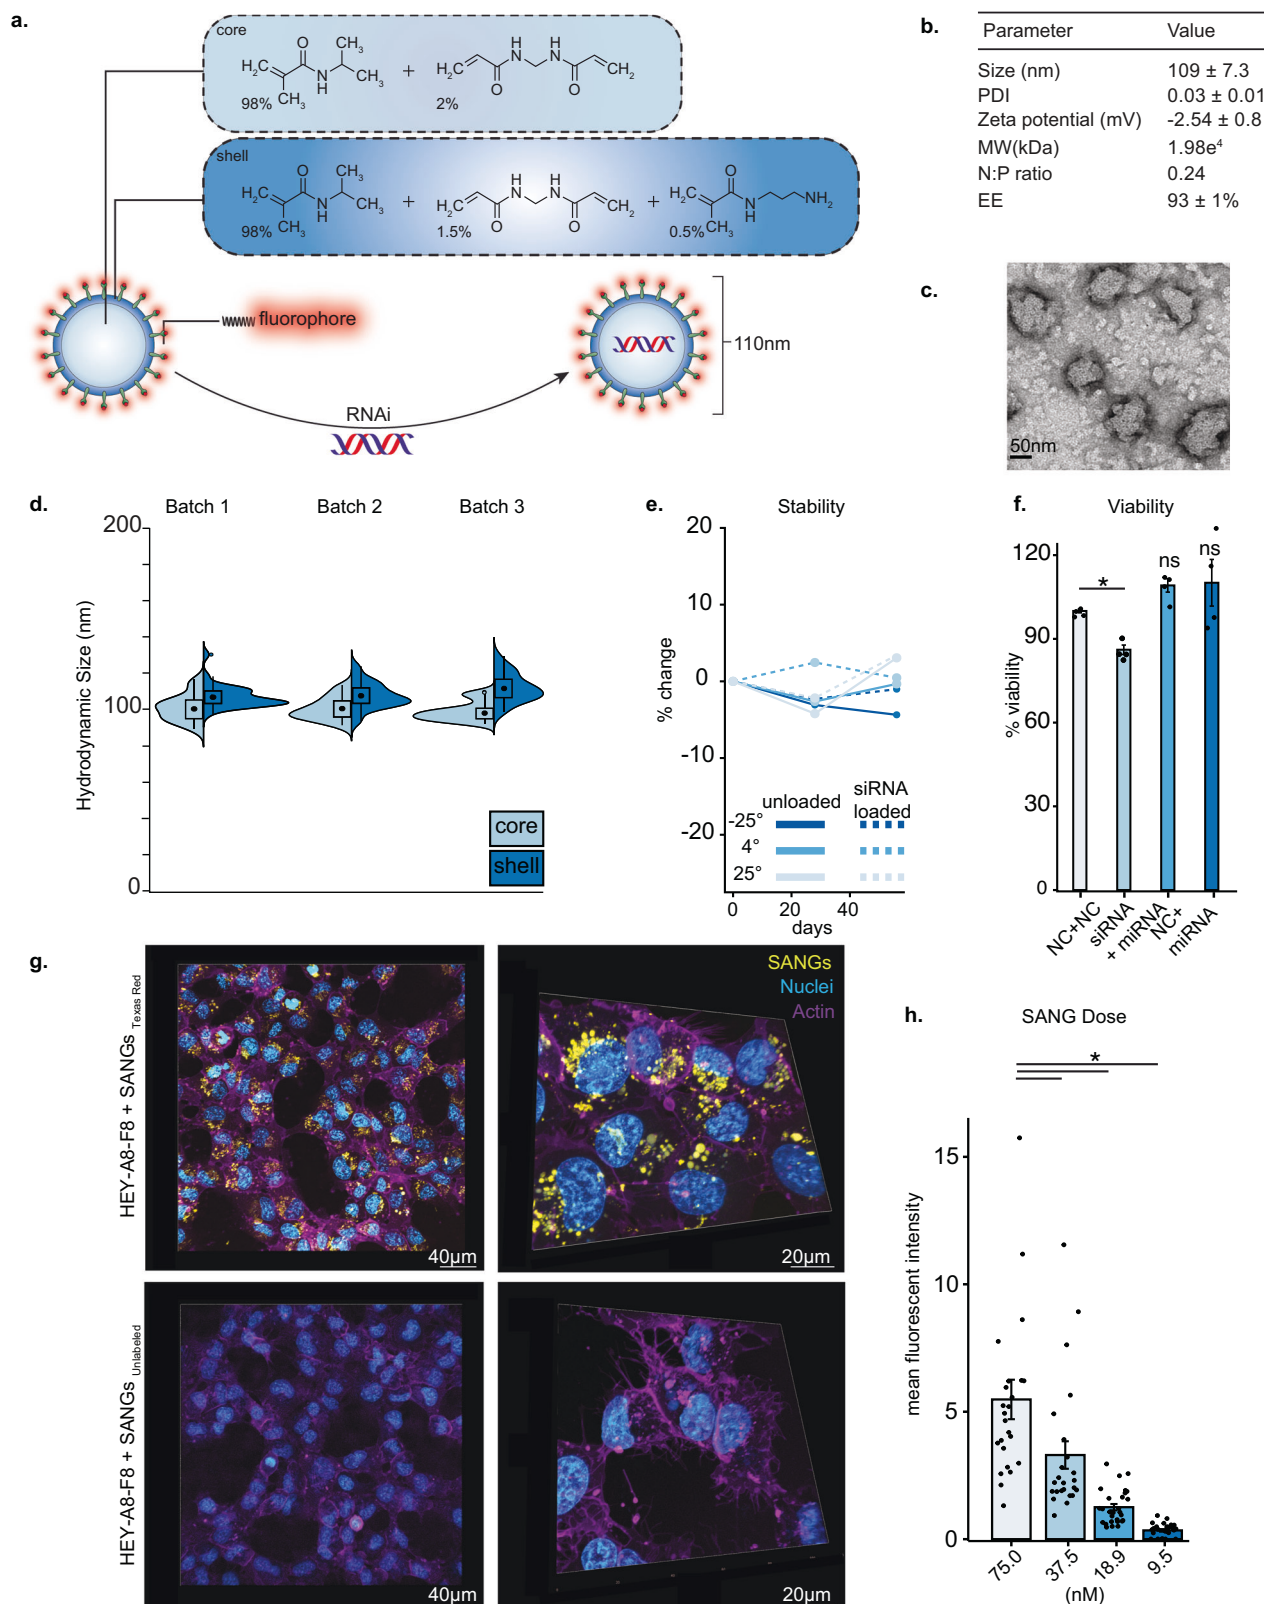 a.
core
H2C
O
N
H
CH3
CH3
CH3
98%
+
H2C
O
H
N
H
N
O
CH2
2%
shell
H2C
O
N
H
CH3
CH3
CH3
98%
+
H2C
O
H
N
H
N
O
CH2
1.5%
+
H2C
O
N
H
NH2
CH3
0.5%
fluorophore
RNAi
110nm
b.
Parameter Value
Size (nm) 109 ± 7.3
PDI 0.03 ± 0.01
Zeta potential (mV) -2.54 ± 0.8
MW(kDa) 1.98e⁴
N:P ratio 0.24
EE 93 ± 1%
c.
50nm
d.
Batch 1 Batch 2 Batch 3
Hydrodynamic Size (nm)
200
100
0
core
shell
e.
Stability
% change
20
10
0
-10
-20
unloaded siRNA
loaded
-25°
4°
25°
0 20 40
days
f.
Viability
% viability
120
90
60
30
0
*
ns
ns
NC+NC
siRNA
+ miRNA
NC+
miRNA
g.
HEY-A8-F8 + SANGs Texas Red
SANGs
Nuclei
Actin
40µm
20µm
HEY-A8-F8 + SANGs Unlabeled
40µm
20µm
h.
SANG Dose
*
mean fluorescent intensity
15
10
5
0
75.0 37.5 18.9 9.5
(nM)